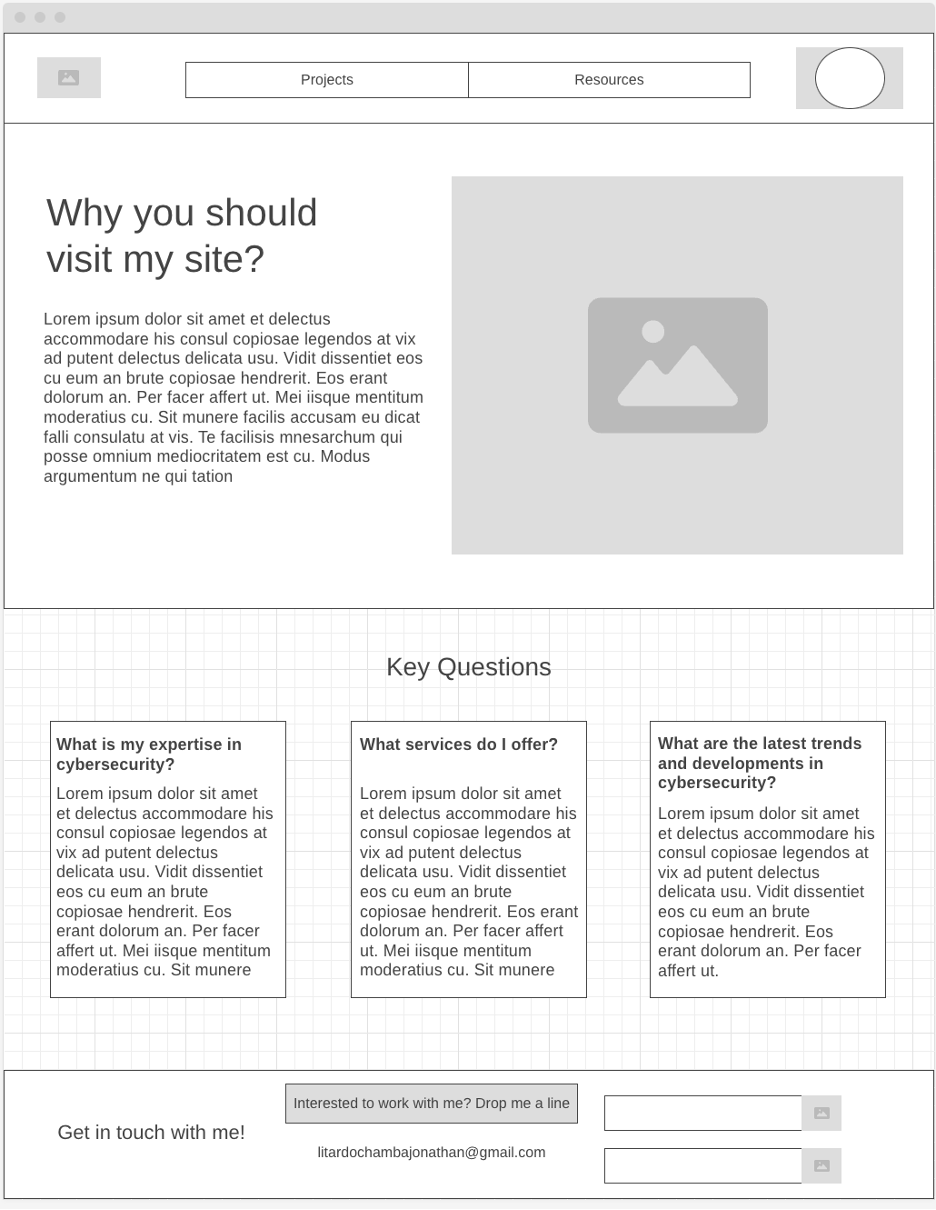 Projects
Resources
Why you should
visit my site?
Lorem ipsum dolor sit amet et delectus
accommodare his consul copiosae legendos at vix
ad putent delectus delicata usu. Vidit dissentiet eos
cu eum an brute copiosae hendrerit. Eos erant
dolorum an. Per facer affert ut. Mei iisque mentitum
moderatius cu. Sit munere facilis accusam eu dicat
falli consulatu at vis. Te facilisis mnesarchum qui
posse omnium mediocritatem est cu. Modus
argumentum ne qui tation
Key Questions
What is my expertise in
cybersecurity?
Lorem ipsum dolor sit amet
et delectus accommodare his
consul copiosae legendos at
vix ad putent delectus
delicata usu. Vidit dissentiet
eos cu eum an brute
copiosae hendrerit. Eos
erant dolorum an. Per facer
affert ut. Mei iisque mentitum
moderatius cu. Sit munere
What services do I offer?
Lorem ipsum dolor sit amet
et delectus accommodare his
consul copiosae legendos at
vix ad putent delectus
delicata usu. Vidit dissentiet
eos cu eum an brute
copiosae hendrerit. Eos erant
dolorum an. Per facer affert
ut. Mei iisque mentitum
moderatius cu. Sit munere
What are the latest trends
and developments in
cybersecurity?
Lorem ipsum dolor sit amet
et delectus accommodare his
consul copiosae legendos at
vix ad putent delectus
delicata usu. Vidit dissentiet
eos cu eum an brute
copiosae hendrerit. Eos
erant dolorum an. Per facer
affert ut.
Get in touch with me!
Interested to work with me? Drop me a line
litardochambajonathan@gmail.com